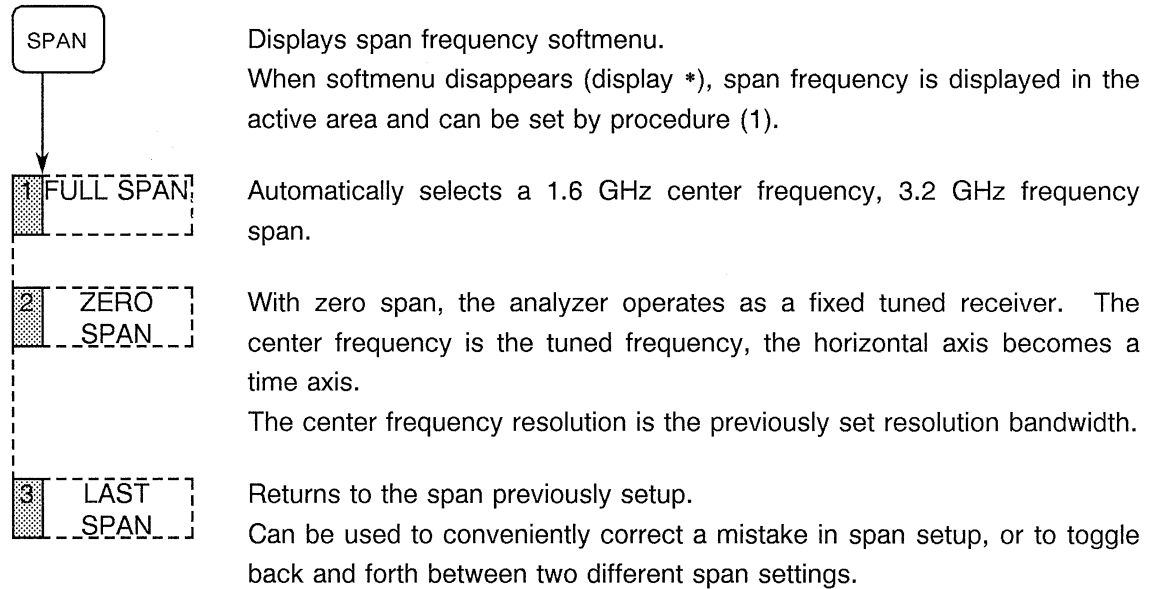 SPAN
Displays span frequency softmenu.
When softmenu disappears (display *), span frequency is displayed in the
active area and can be set by procedure (1).
1 FULL SPAN
Automatically selects a 1.6 GHz center frequency, 3.2 GHz frequency
span.
2 ZERO
SPAN
With zero span, the analyzer operates as a fixed tuned receiver. The
center frequency is the tuned frequency, the horizontal axis becomes a
time axis.
The center frequency resolution is the previously set resolution bandwidth.
3 LAST
SPAN
Returns to the span previously setup.
Can be used to conveniently correct a mistake in span setup, or to toggle
back and forth between two different span settings.